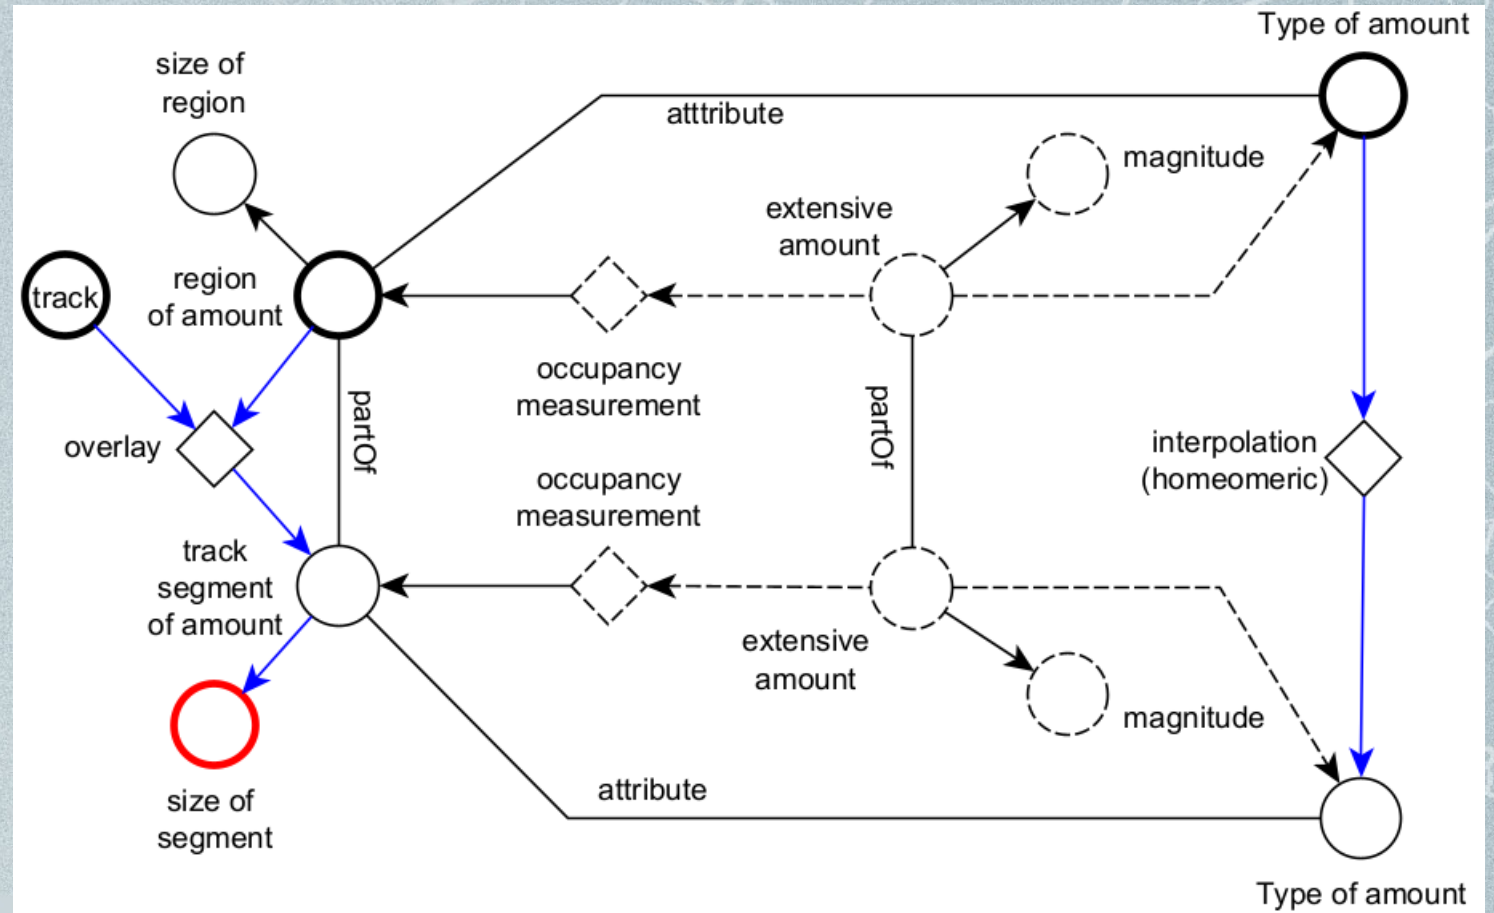 Type of amount
size of
region
atttribute
magnitude
extensive
amount
track
region
of amount
occupancy
measurement
partOf
partOf
overlay
interpolation
(homeomeric)
occupancy
measurement
track
segment
of amount
extensive
amount
magnitude
attribute
size of
segment
Type of amount